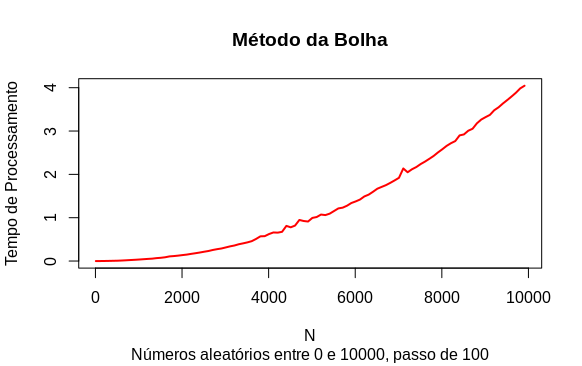 Método da Bolha
Tempo de Processamento
4
3
2
1
0
0 2000 4000 6000 8000 10000
N
Números aleatórios entre 0 e 10000, passo de 100